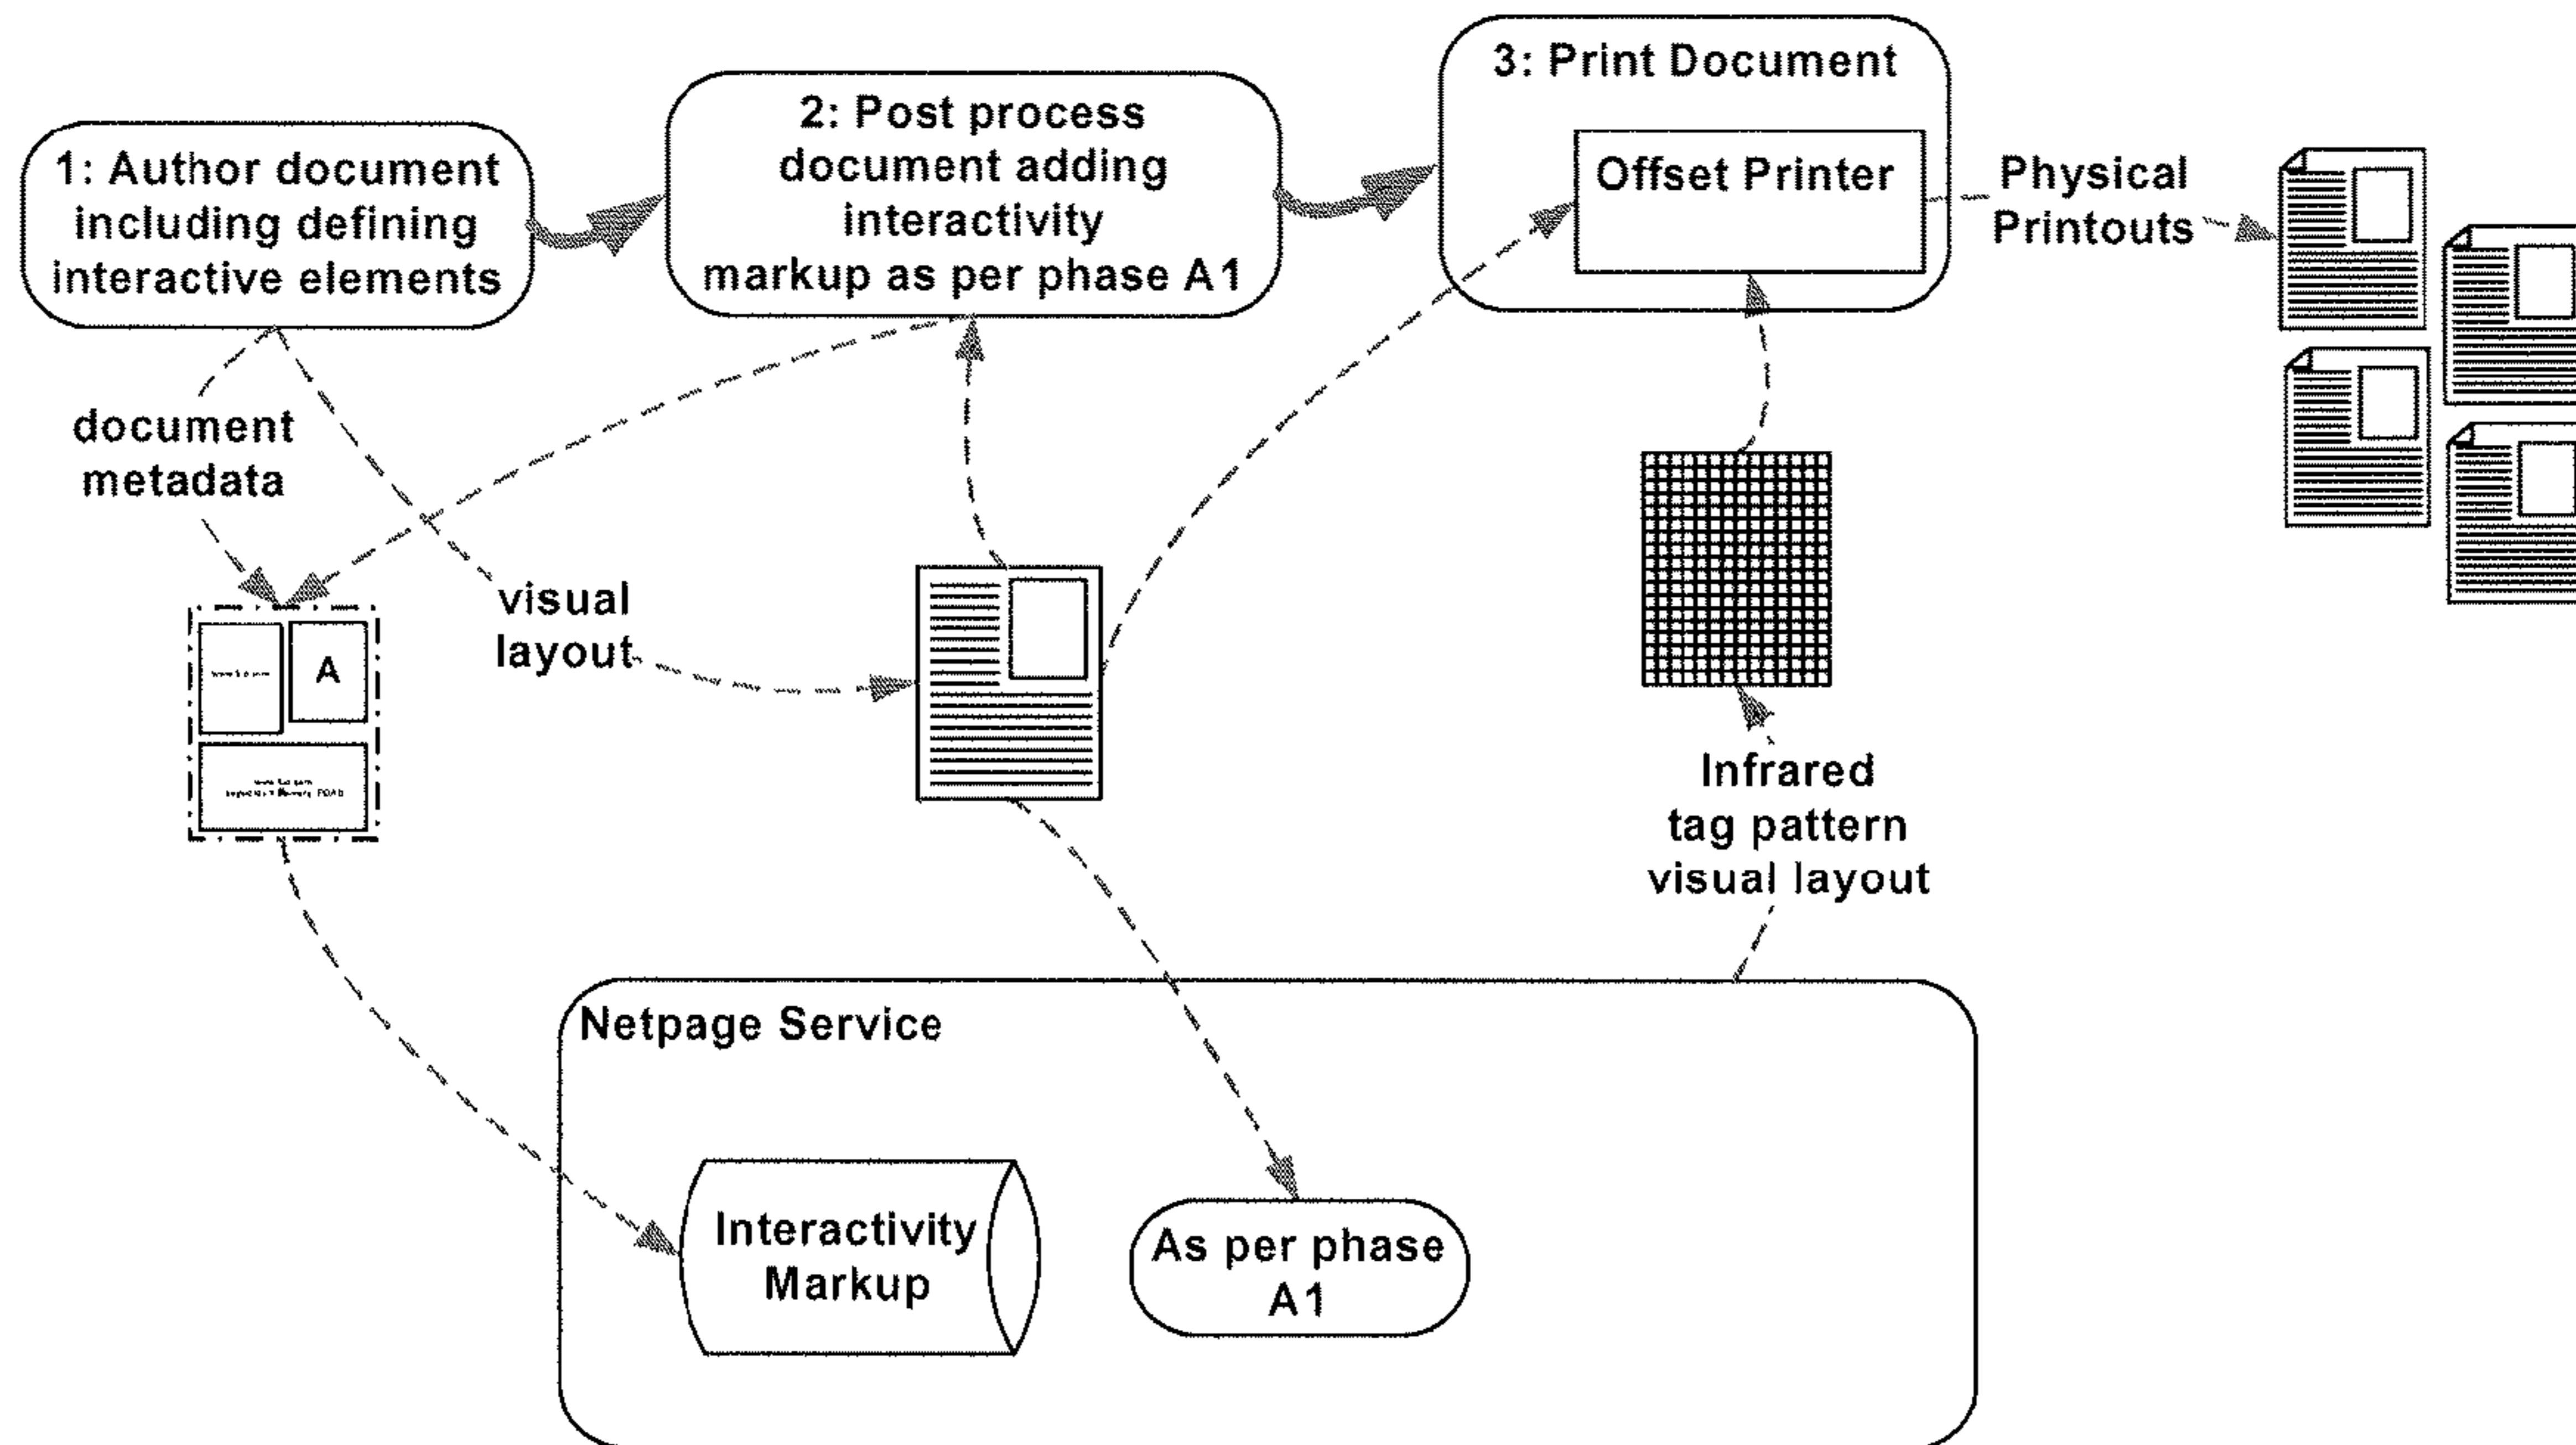 1: Author document
including defining
interactive elements
2: Post process
document adding
interactivity
markup as per phase A1
3: Print Document
Offset Printer
Physical
Printouts
document
metadata
visual
layout
A
Infrared
tag pattern
visual layout
Netpage Service
Interactivity
Markup
As per phase
A1